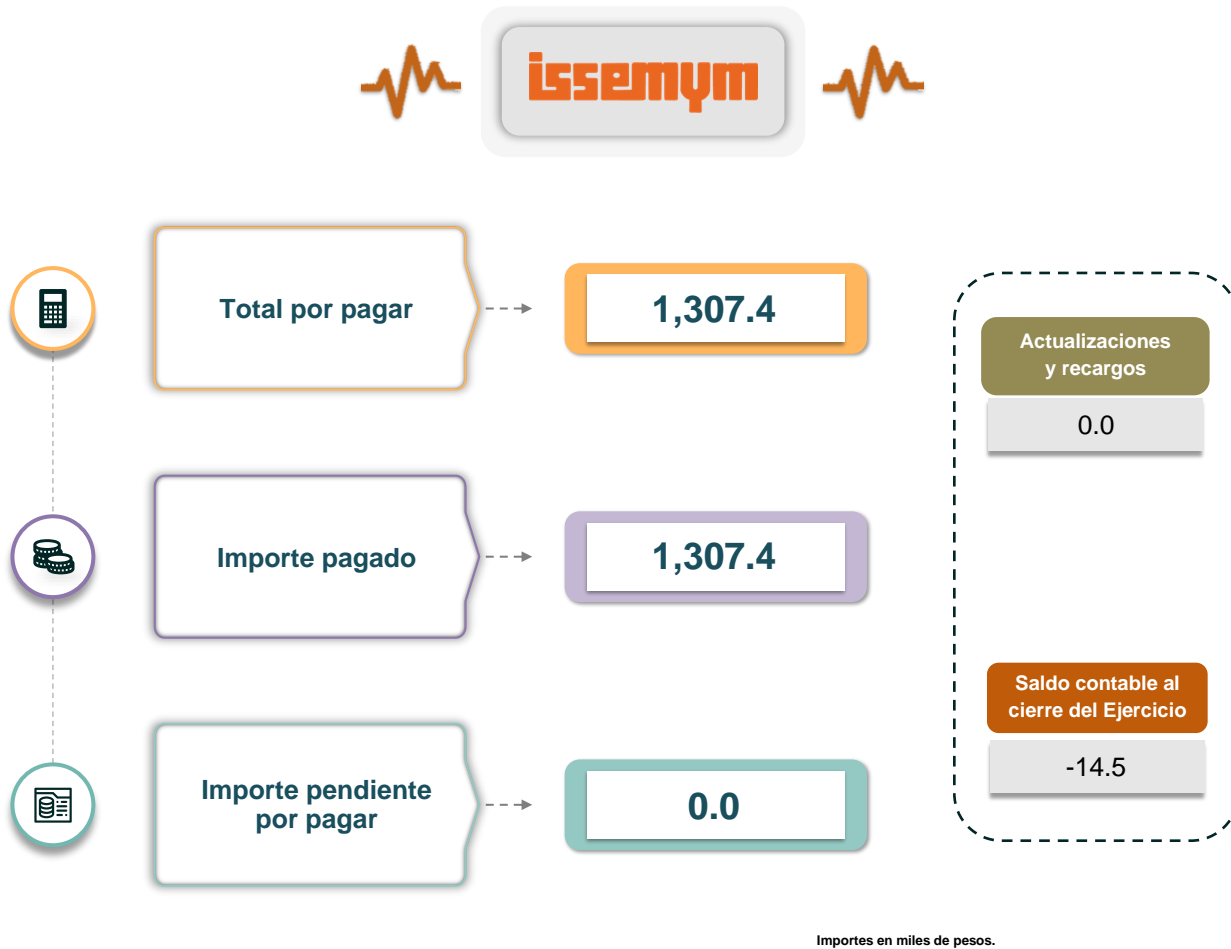 issemym
Total por pagar
1,307.4
Actualizaciones
y recargos
0.0
Importe pagado
1,307.4
Saldo contable al
cierre del Ejercicio
-14.5
Importe pendiente
por pagar
0.0
Importes en miles de pesos.